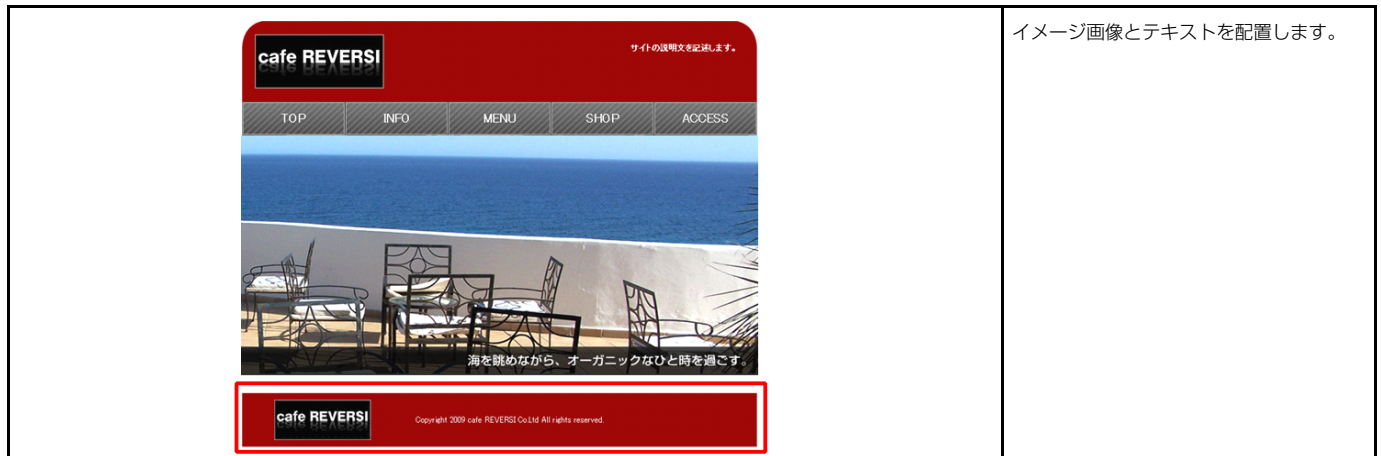 cafe REVERSI
サイトの説明文を記述します。
TOP INFO MENU SHOP ACCESS
海を眺めながら、オーガニックなひと時を過ごす。
cafe REVERSI
Copyright 2009 cafe REVERSI Co.Ltd All rights reserved.
イメージ画像とテキストを配置します。